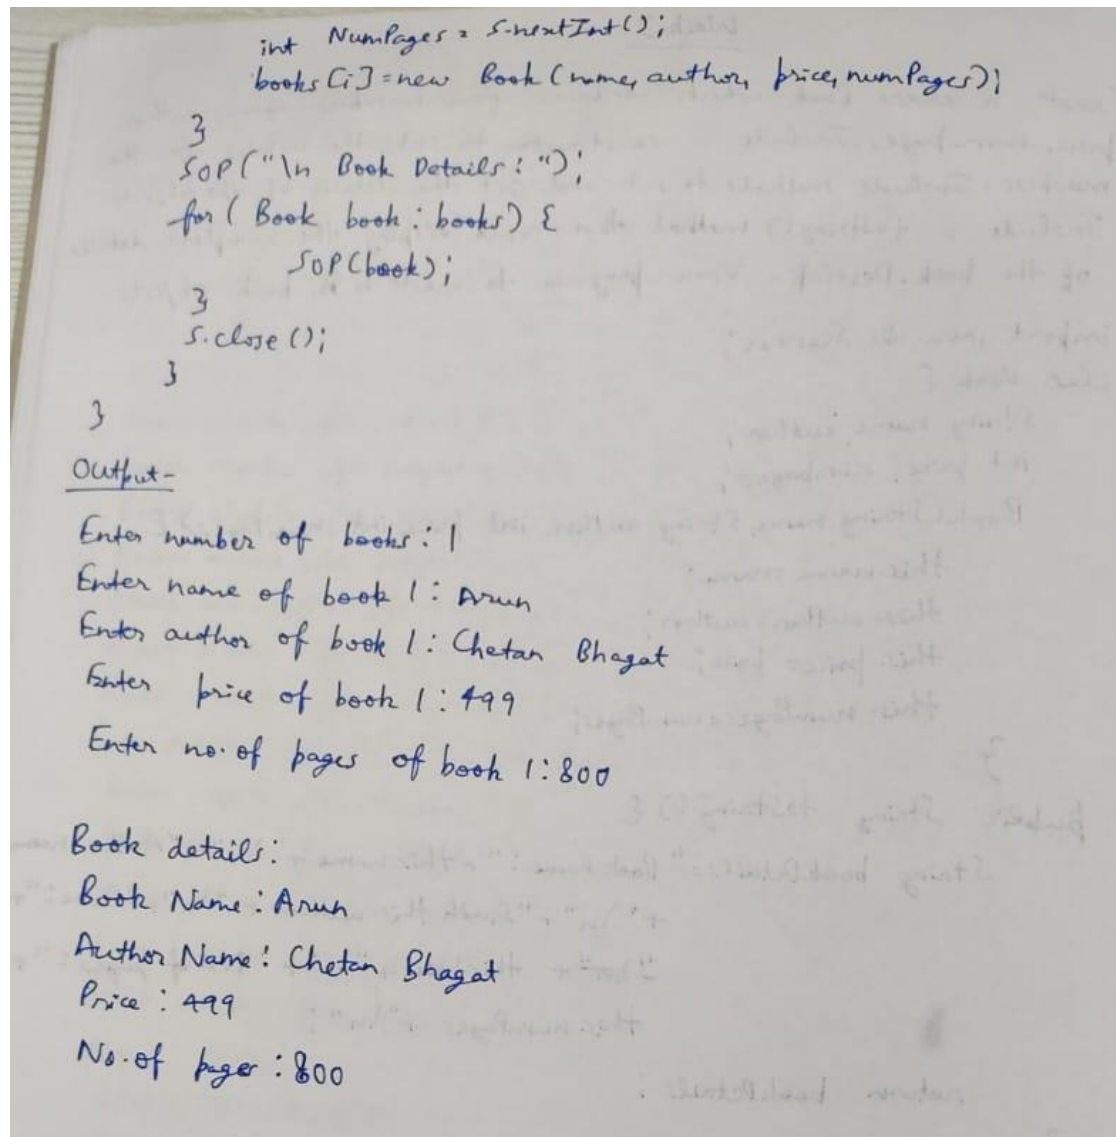 int NumPages = S.nextInt();
books[i]=new Book(name, author, price, numPages);
}
SOP("\n Book Details: ");
for( Book book : books) {
SOP(book);
}
S.close();
}
}
Output-
Enter number of books: 1
Enter name of book 1: Arun
Enter author of book 1: Chetan Bhagat
Enter price of book 1: 499
Enter no. of pages of book 1: 800
Book details:
Book Name: Arun
Author Name: Chetan Bhagat
Price: 499
No. of pages: 800